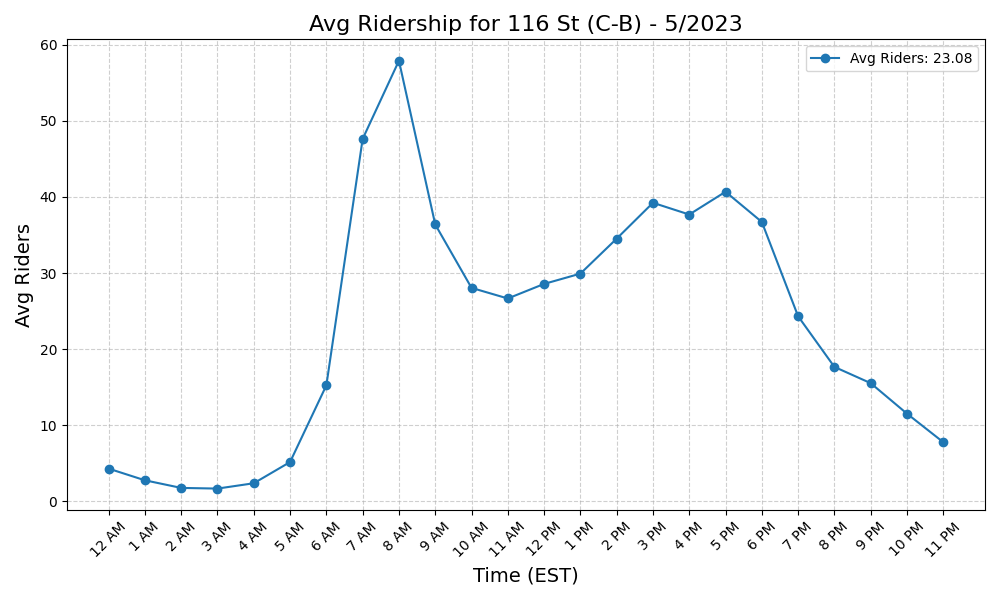 Avg Ridership for 116 St (C-B) - 5/2023
Avg Riders: 23.08
60
50
40
30
20
10
0
Avg Riders
12 AM
1 AM
2 AM
3 AM
4 AM
5 AM
6 AM
7 AM
8 AM
9 AM
10 AM
11 AM
12 PM
1 PM
2 PM
3 PM
4 PM
5 PM
6 PM
7 PM
8 PM
9 PM
10 PM
11 PM
Time (EST)